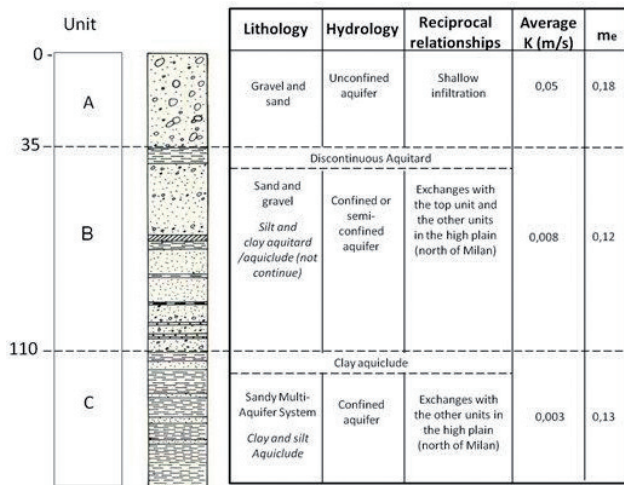 Unit
Lithology
Hydrology
Reciprocal
relationships
Average
K (m/s)
me
0
A
Gravel and
sand
Unconfined
aquifer
Shallow
infiltration
0,05
0,18
35
Discontinuous Aquitard
B
Sand and
gravel
Silt and
clay aquitard
/aquiclude (not
continue)
Confined or
semi-
confined
aquifer
Exchanges with
the top unit and
the other units
in the high plain
(north of Milan)
0,008
0,12
110
Clay aquiclude
C
Sandy Multi-
Aquifer System
Clay and silt
Aquiclude
Confined
aquifer
Exchanges with
the other units in
the high plain
(north of Milan)
0,003
0,13